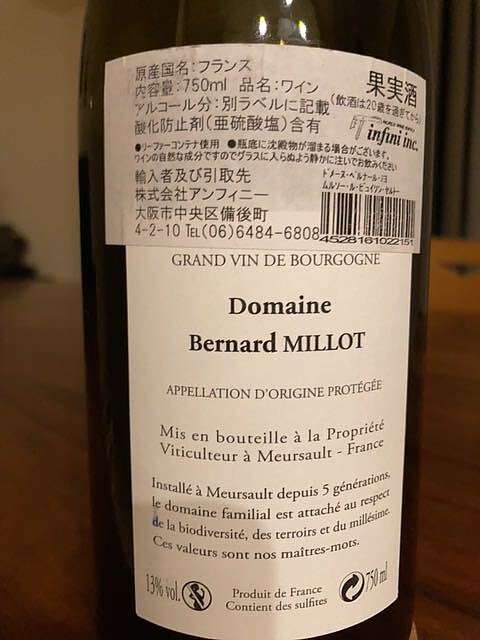 原産国名:フランス
内容量:750ml 品名:ワイン
果実酒
アルコール分:別ラベルに記載
(飲酒は20歳を過ぎてから)
酸化防止剤(亜硫酸塩)含有
infini inc.
●リーファーコンテナ使用 ●瓶底に沈殿物が溜まる場合がございます。
ワインの自然な成分ですのでグラスに入らぬよう静かに注いでお飲みください
輸入者及び引取先
株式会社アンフィニー
大阪市中央区備後町
4-2-10 TEL(06)6484-6808
ドメーヌ・ベルナール・ミヨ
ムルソー・ル・ビュイソン・セルトー
4528161022151
GRAND VIN DE BOURGOGNE
Domaine
Bernard MILLOT
APPELLATION D'ORIGINE PROTÉGÉE
Mis en bouteille à la Propriété
Viticulteur à Meursault - France
Installé à Meursault depuis 5 générations,
le domaine familial est attaché au respect
de la biodiversité, des terroirs et du millésime.
Ces valeurs sont nos maîtres-mots.
13% vol.
Produit de France
Contient des sulfites
750 ml